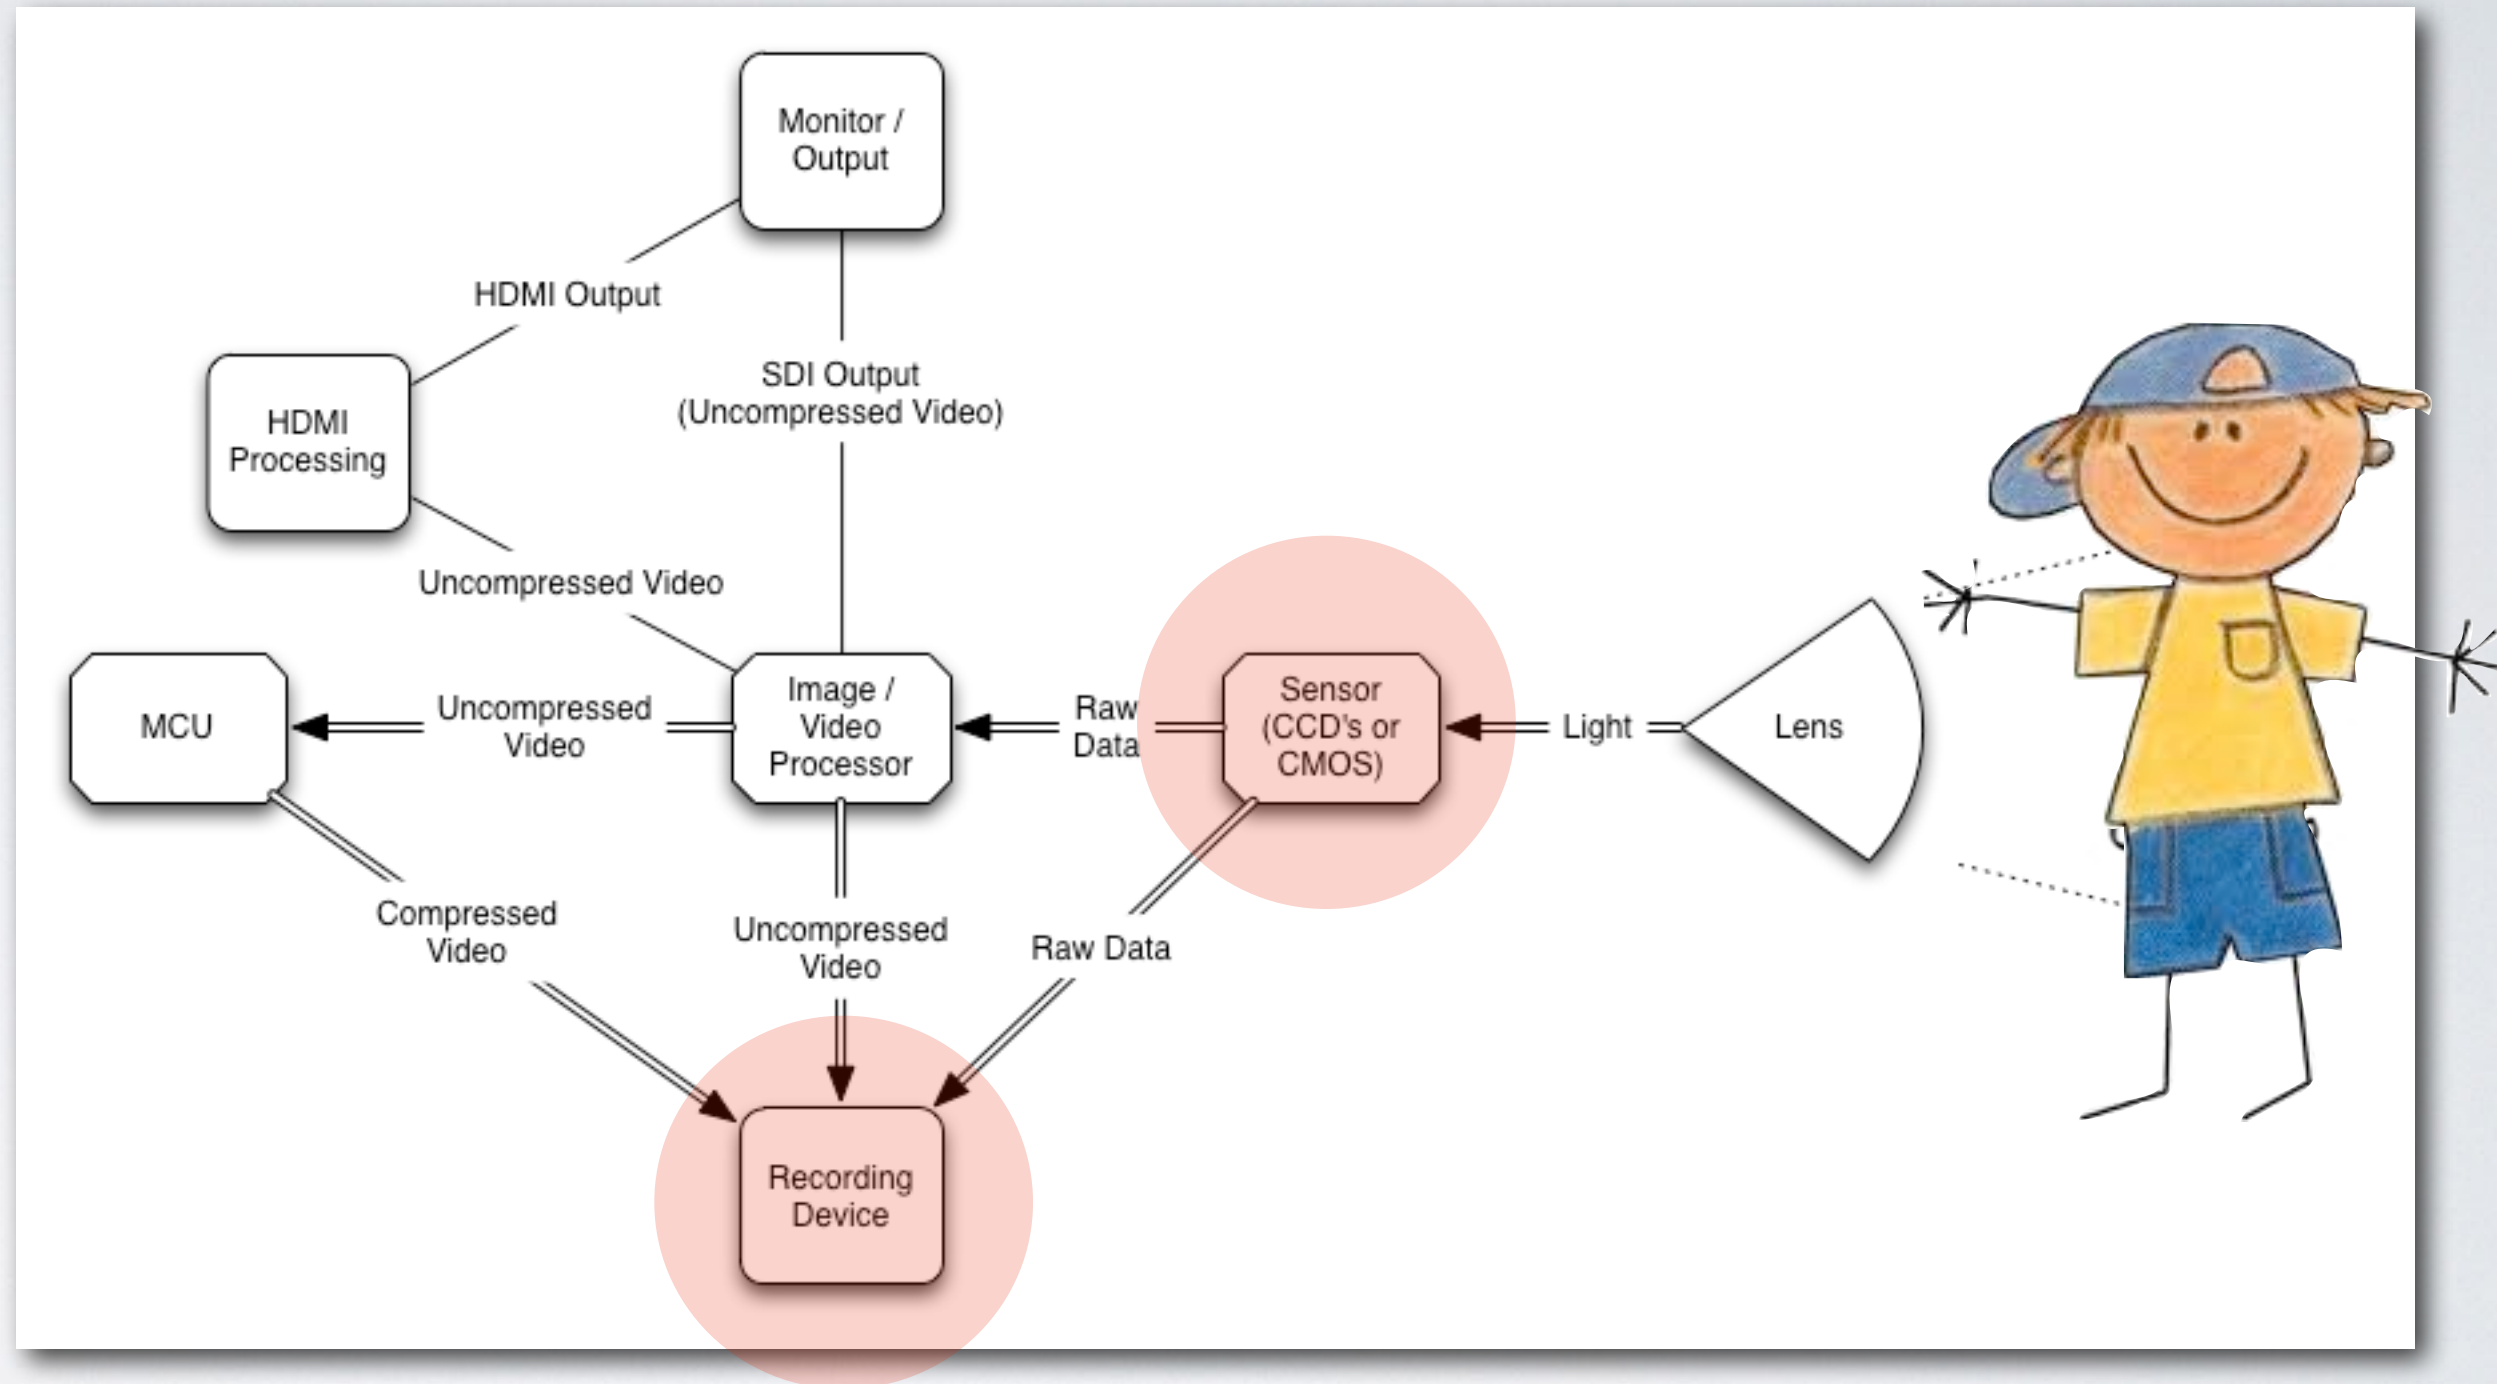 Monitor /
Output
HDMI Output
SDI Output
(Uncompressed Video)
HDMI
Processing
Uncompressed Video
MCU
Uncompressed
Video
Image /
Video
Processor
Raw
Data
Sensor
(CCD's or
CMOS)
Light
Lens
Compressed
Video
Uncompressed
Video
Raw Data
Recording
Device